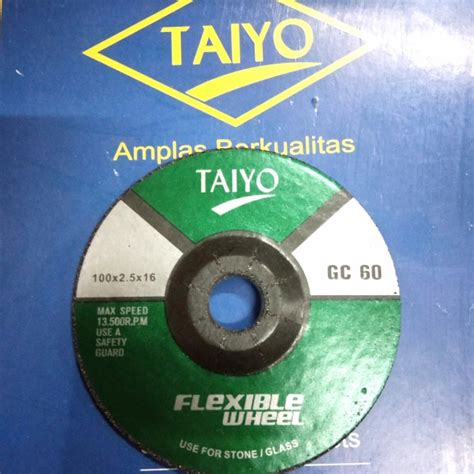 TAIYO
Amplas Berkualitas
TAIYO
100x2.5x16
GC 60
MAX SPEED
13.500R.P.M
USE A
SAFETY
GUARD
FLEXIBLE
WHEEL
USE FOR STONE / GLASS